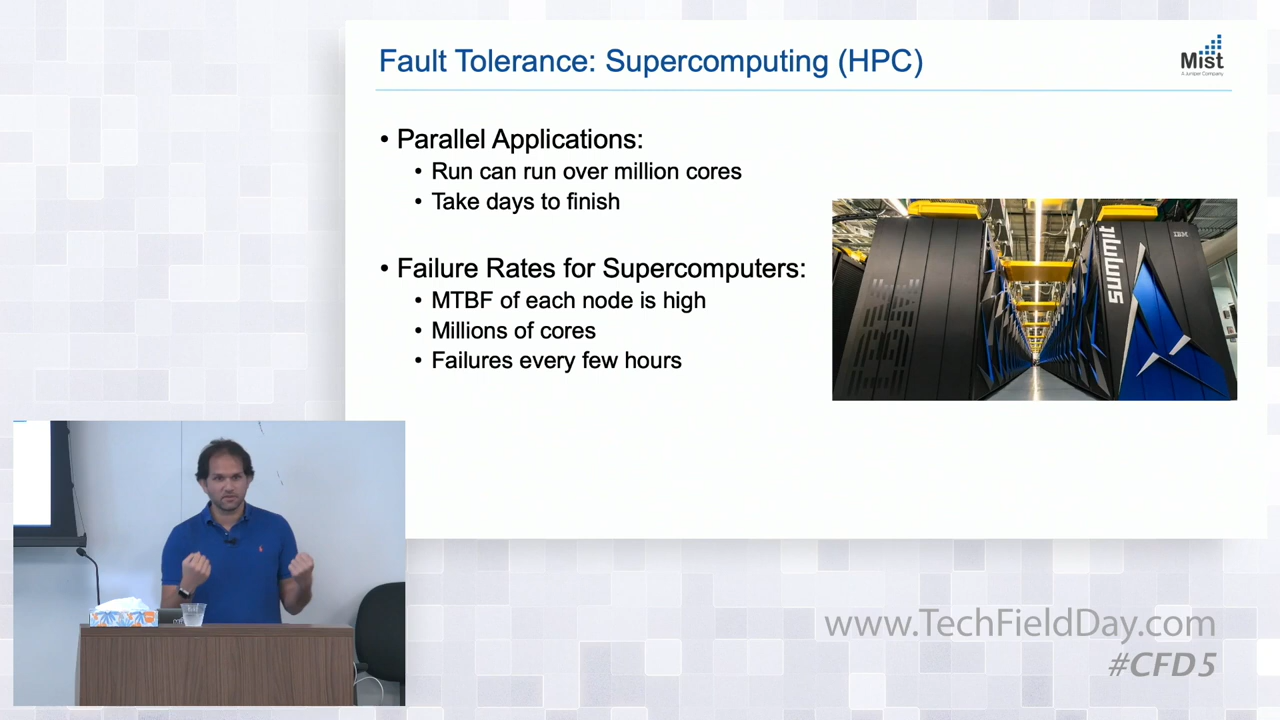 Fault Tolerance: Supercomputing (HPC)
Mist
A Juniper Company
• Parallel Applications:
• Run can run over million cores
• Take days to finish
• Failure Rates for Supercomputers:
• MTBF of each node is high
• Millions of cores
• Failures every few hours
IBM
summit
IBM
www.TechFieldDay.com
#CFD5